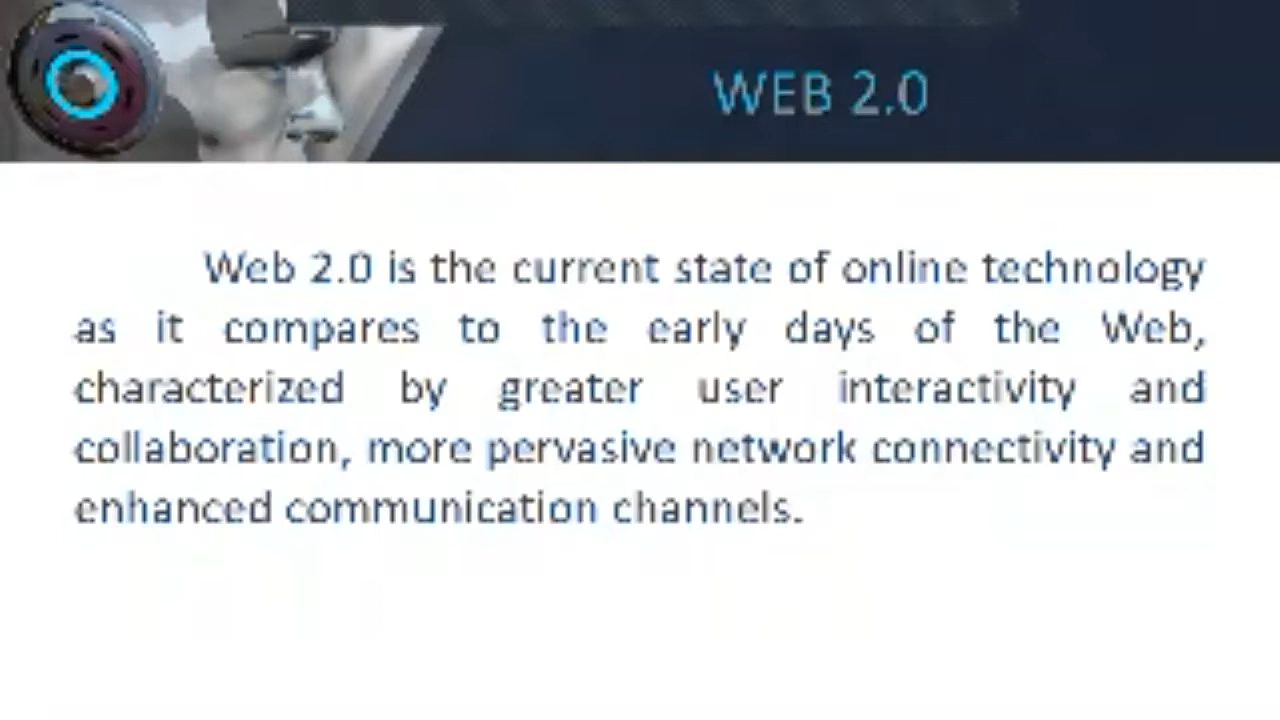 WEB 2.0
Web 2.0 is the current state of online technology
as it compares to the early days of the Web,
characterized by greater user interactivity and
collaboration, more pervasive network connectivity and
enhanced communication channels.